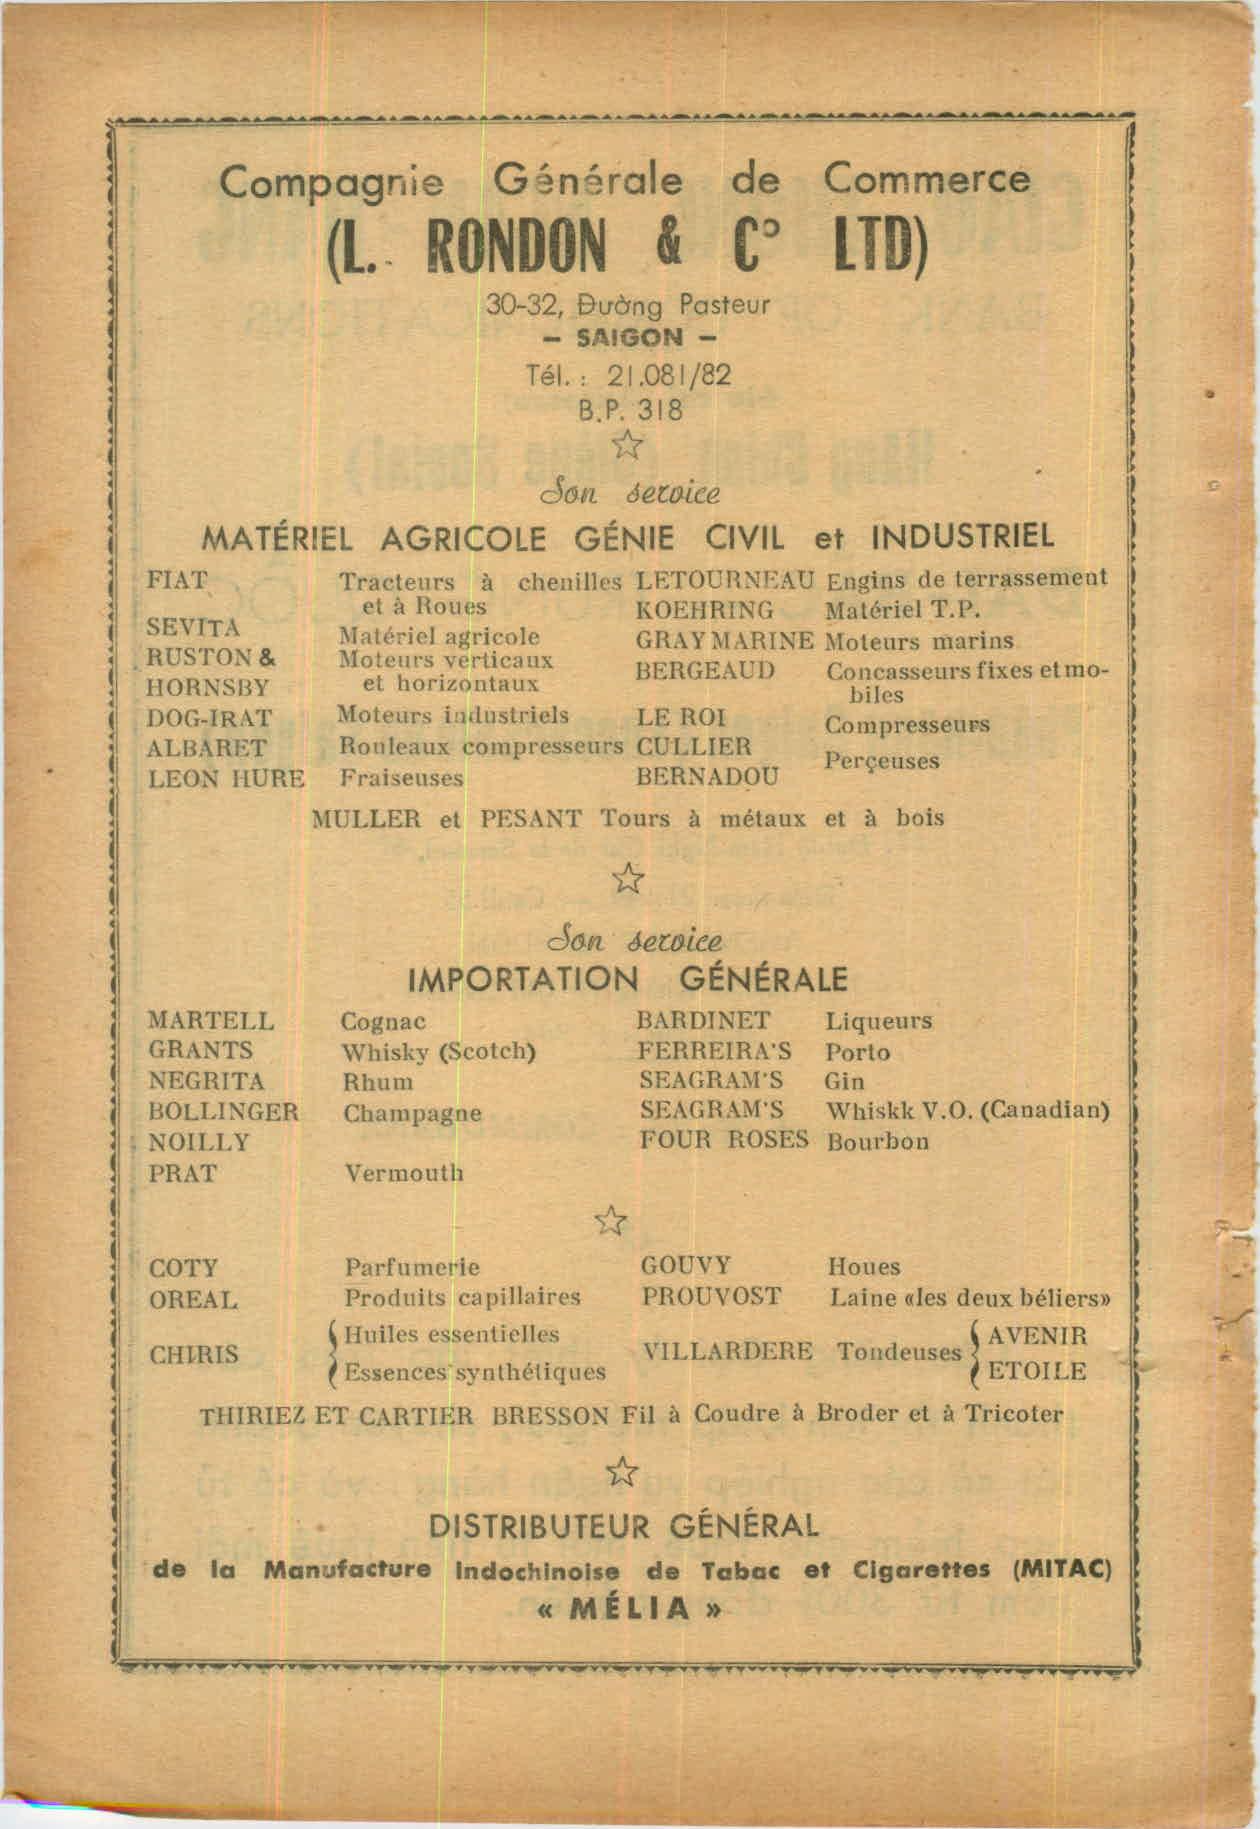 Compagnie Générale de Commerce
(L. RONDON & C° LTD)
30-32, Đường Pasteur
— SAIGON —
Tél. : 21.081/82
B.P. 318
Son service
MATÉRIEL AGRICOLE GÉNIE CIVIL et INDUSTRIEL
FIAT Tracteurs à chenilles LETOURNEAU Engins de terrassement
et à Roues KOEHRING Matériel T.P.
SEVITA Matériel agricole GRAY MARINE Moteurs marins
RUSTON & Moteurs verticaux BERGEAUD Concasseurs fixes et mo-
HORNSBY et horizontaux biles
DOG-IRAT Moteurs industriels LE ROI Compresseurs
ALBARET Rouleaux compresseurs CULLIER Perçeuses
LEON HURE Fraiseuses BERNADOU
MULLER et PESANT Tours à métaux et à bois
Son service
IMPORTATION GÉNÉRALE
MARTELL Cognac BARDINET Liqueurs
GRANTS Whisky (Scotch) FERREIRA'S Porto
NEGRITA Rhum SEAGRAM'S Gin
BOLLINGER Champagne SEAGRAM'S Whiskk V.O. (Canadian)
NOILLY FOUR ROSES Bourbon
PRAT Vermouth
COTY Parfumerie GOUVY Houes
OREAL Produits capillaires PROUVOST Laine «les deux béliers»
CHIRIS { Huiles essentielles VILLARDERE Tondeuses { AVENIR
Essences synthétiques ETOILE
THIRIEZ ET CARTIER BRESSON Fil à Coudre à Broder et à Tricoter
DISTRIBUTEUR GÉNÉRAL
de la Manufacture Indochinoise de Tabac et Cigarettes (MITAC)
« MÉLIA »